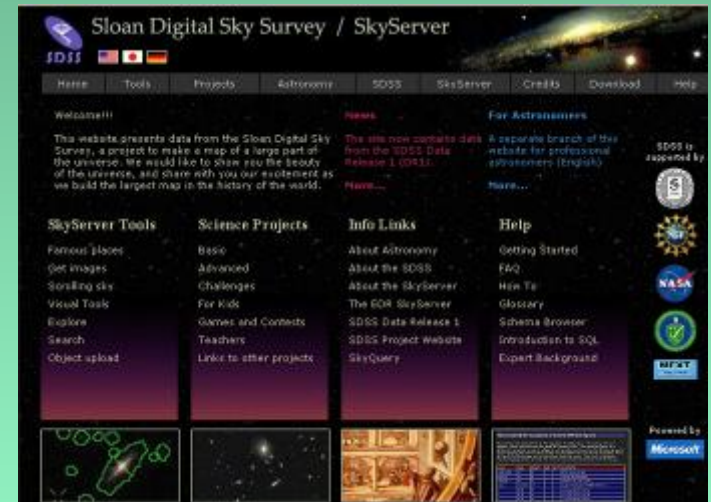 Sloan Digital Sky Survey / SkyServer
SDSS
Home Tools Projects Astronomy SDSS SkyServer Credits Download Help
Welcome!!!
This website presents data from the Sloan Digital Sky
Survey, a project to make a map of a large part of
the universe. We would like to show you the beauty
of the universe, and share with you our excitement as
we build the largest map in the history of the world.
News
The site now contains data
from the SDSS Data
Release 1 (DR1).
More...
For Astronomers
A separate branch of this
website for professional
astronomers (English)
More...
SDSS is
supported by
NSF
NASA
NEXT
Powered by
Microsoft
SkyServer Tools
Famous places
Get images
Scrolling sky
Visual Tools
Explore
Search
Object upload
Science Projects
Basic
Advanced
Challenges
For Kids
Games and Contests
Teachers
Links to other projects
Info Links
About Astronomy
About the SDSS
About the SkyServer
The EDR SkyServer
SDSS Data Release 1
SDSS Project Website
SkyQuery
Help
Getting Started
FAQ
How To
Glossary
Schema Browser
Introduction to SQL
Expert Background